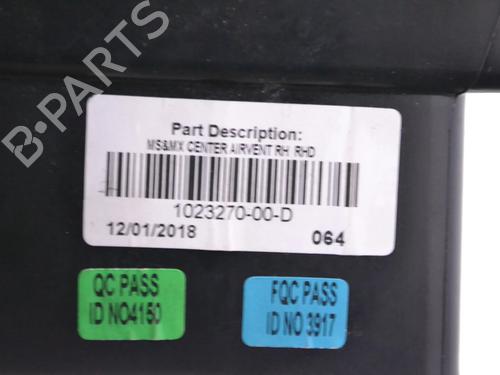 Part Description:
MS&MX CENTER AIRVENT RH RHD
1023270-00-D
12/01/2018 064
QC PASS
ID NO4150
FQC PASS
ID NO 3917
B-PARTS